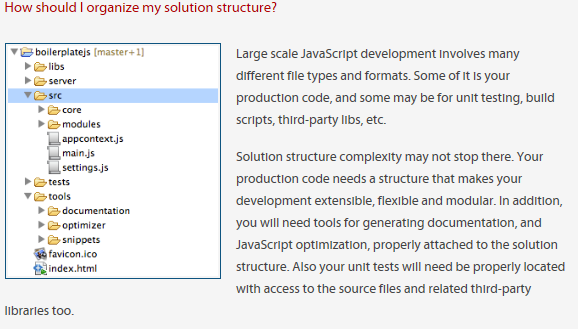 How should I organize my solution structure?
boilerplatejs [master+1]
libs
server
src
core
modules
appcontext.js
main.js
settings.js
tests
tools
documentation
optimizer
snippets
favicon.ico
index.html
Large scale JavaScript development involves many
different file types and formats. Some of it is your
production code, and some may be for unit testing, build
scripts, third-party libs, etc.
Solution structure complexity may not stop there. Your
production code needs a structure that makes your
development extensible, flexible and modular. In addition,
you will need tools for generating documentation, and
JavaScript optimization, properly attached to the solution
structure. Also your unit tests will need be properly located
with access to the source files and related third-party
libraries too.